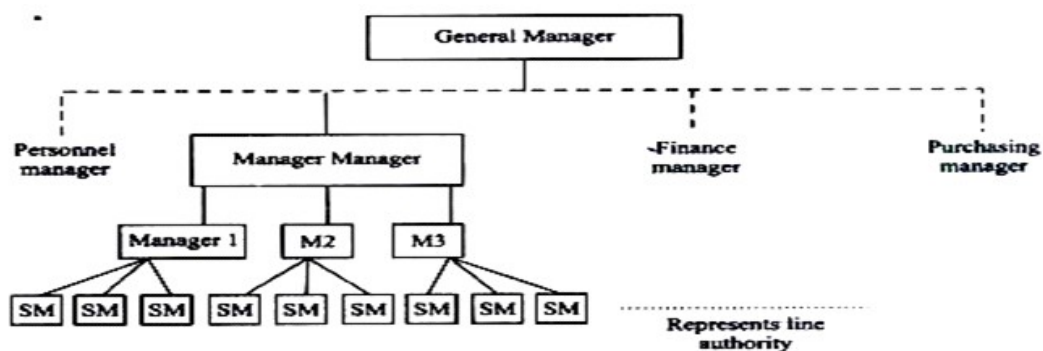 General Manager
Personnel
manager
Manager Manager
Finance
manager
Purchasing
manager
Manager 1
M2
M3
SM
SM
SM
SM
SM
SM
SM
SM
SM
Represents line
authority